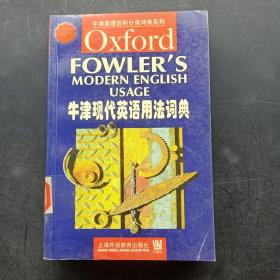 牛津英语百科分类词典系列
Oxford
FOWLER'S
MODERN ENGLISH
USAGE
牛津现代英语用法词典
上海外语教育出版社